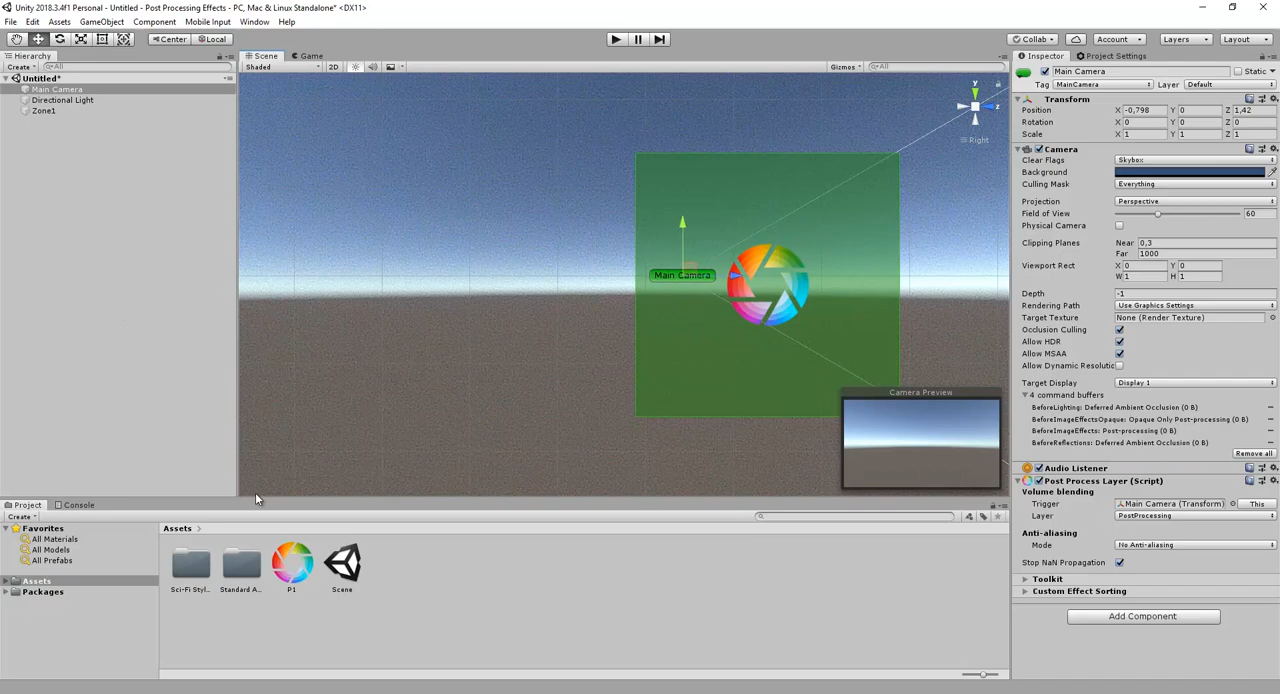 Unity 2018.3.4f1 Personal - Untitled - Post Processing Effects - PC, Mac & Linux Standalone* <DX11>
File Edit Assets GameObject Component Mobile Input Window Help
Center Local Collab Account Layers Layout
Hierarchy Scene Game Inspector Project Settings
Create All Shaded 2D Gizmos All Main Camera Static
Untitled* Tag MainCamera Layer Default
Main Camera
Directional Light
Zone1
y
z
Right
Main Camera
Camera Preview
Transform
Position X -0,798 Y 0 Z 1,42
Rotation X 0 Y 0 Z 0
Scale X 1 Y 1 Z 1
Camera
Clear Flags Skybox
Background
Culling Mask Everything
Projection Perspective
Field of View 60
Physical Camera
Clipping Planes Near 0,3
Far 1000
Viewport Rect X 0 Y 0
W 1 H 1
Depth -1
Rendering Path Use Graphics Settings
Target Texture None (Render Texture)
Occlusion Culling
Allow HDR
Allow MSAA
Allow Dynamic Resolutic
Target Display Display 1
4 command buffers
BeforeLighting: Deferred Ambient Occlusion (0 B)
BeforeImageEffectsOpaque: Opaque Only Post-processing (0 B)
BeforeImageEffects: Post-processing (0 B)
BeforeReflections: Deferred Ambient Occlusion (0 B)
Remove all
Audio Listener
Post Process Layer (Script)
Volume blending
Trigger Main Camera (Transform) This
Layer PostProcessing
Anti-aliasing
Mode No Anti-aliasing
Stop NaN Propagation
Toolkit
Custom Effect Sorting
Add Component
Project Console
Create
Favorites
All Materials
All Models
All Prefabs
Assets
Packages
Assets
Sci-Fi Styl... Standard A... P1 Scene